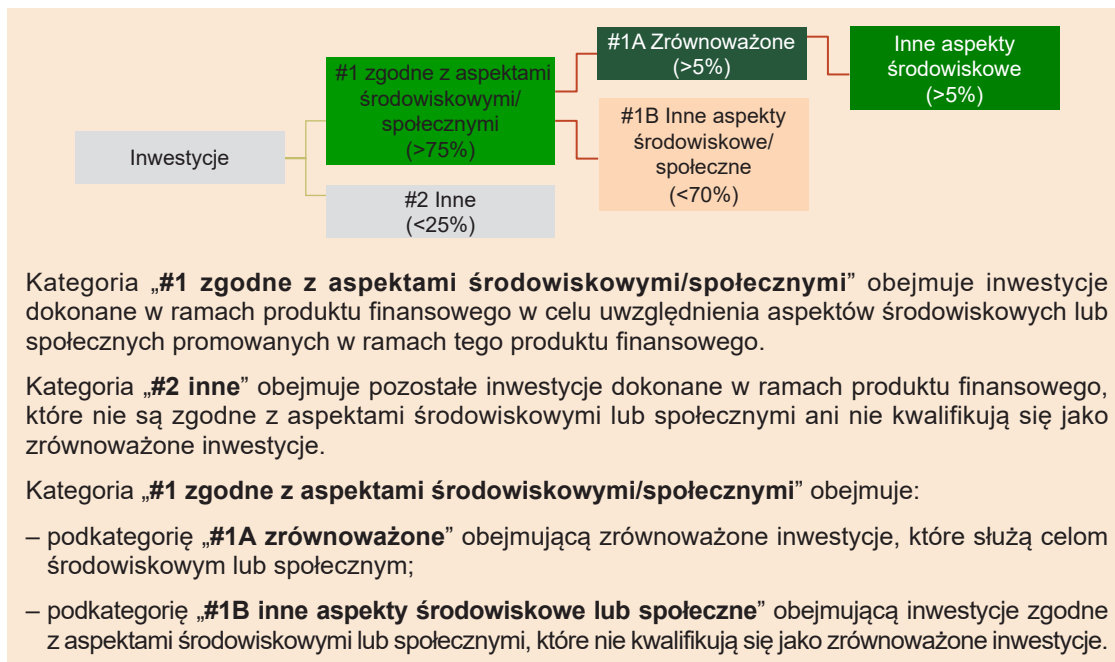 Inwestycje
#1 zgodne z aspektami
środowiskowymi/
społecznymi
(>75%)
#2 Inne
(<25%)
#1A Zrównoważone
(>5%)
#1B Inne aspekty
środowiskowe/
społeczne
(<70%)
Inne aspekty
środowiskowe
(>5%)
Kategoria „#1 zgodne z aspektami środowiskowymi/społecznymi” obejmuje inwestycje
dokonane w ramach produktu finansowego w celu uwzględnienia aspektów środowiskowych lub
społecznych promowanych w ramach tego produktu finansowego.
Kategoria „#2 inne” obejmuje pozostałe inwestycje dokonane w ramach produktu finansowego,
które nie są zgodne z aspektami środowiskowymi lub społecznymi ani nie kwalifikują się jako
zrównoważone inwestycje.
Kategoria „#1 zgodne z aspektami środowiskowymi/społecznymi” obejmuje:
– podkategorię „#1A zrównoważone” obejmującą zrównoważone inwestycje, które służą celom
środowiskowym lub społecznym;
– podkategorię „#1B inne aspekty środowiskowe lub społeczne” obejmującą inwestycje zgodne
z aspektami środowiskowymi lub społecznymi, które nie kwalifikują się jako zrównoważone inwestycje.